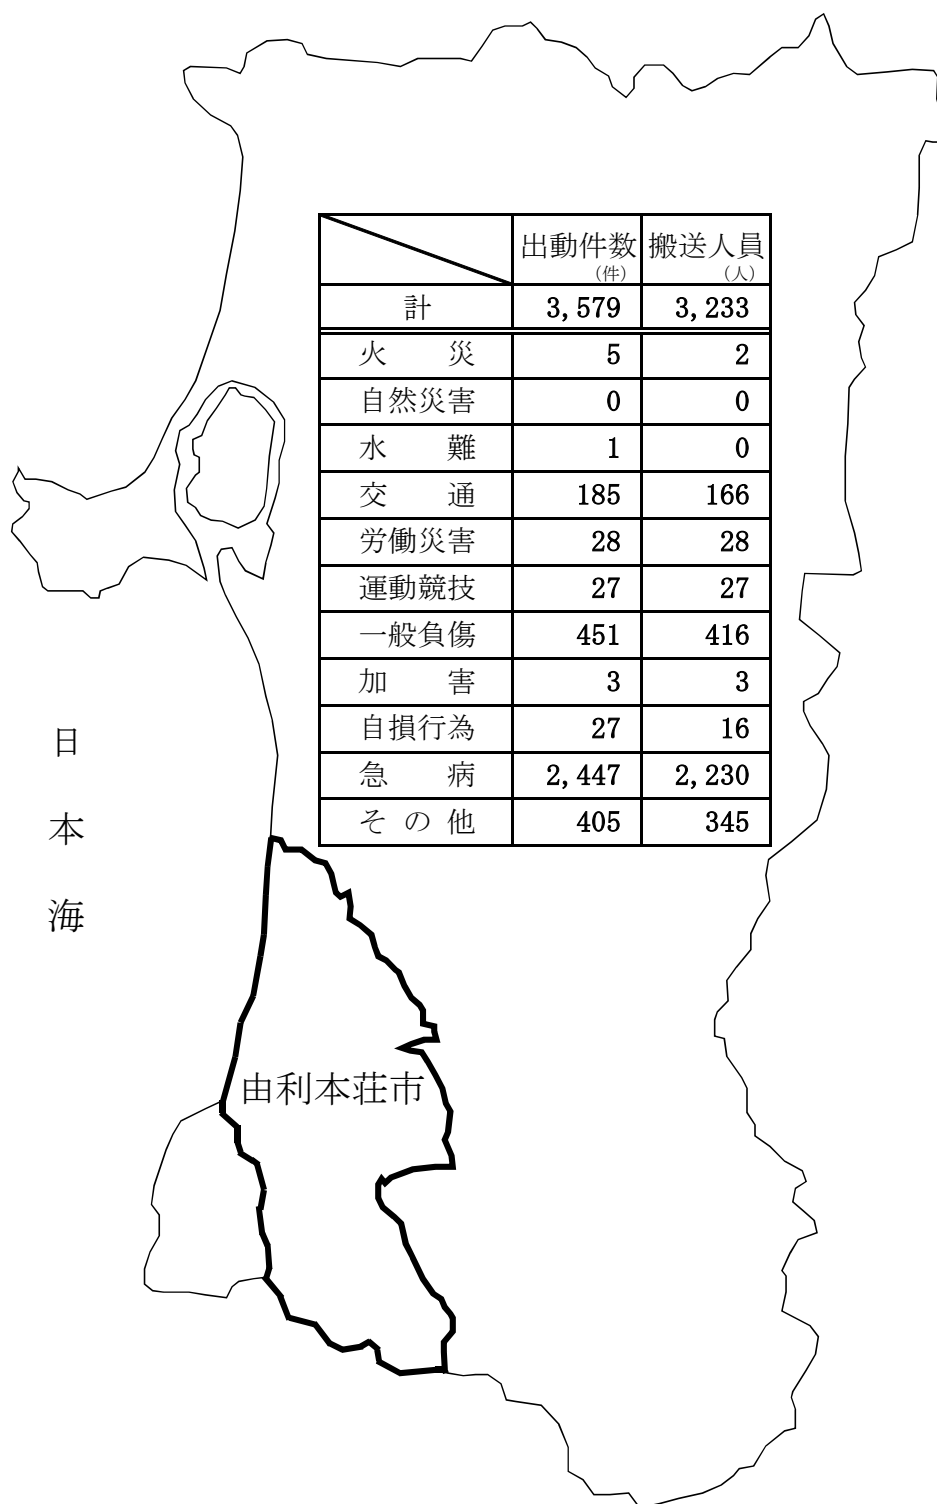 出動件数 搬送人員
(件) (人)
計 3,579 3,233
火災 5 2
自然災害 0 0
水難 1 0
交通 185 166
労働災害 28 28
運動競技 27 27
一般負傷 451 416
加害 3 3
自損行為 27 16
急病 2,447 2,230
その他 405 345
日本海
由利本荘市